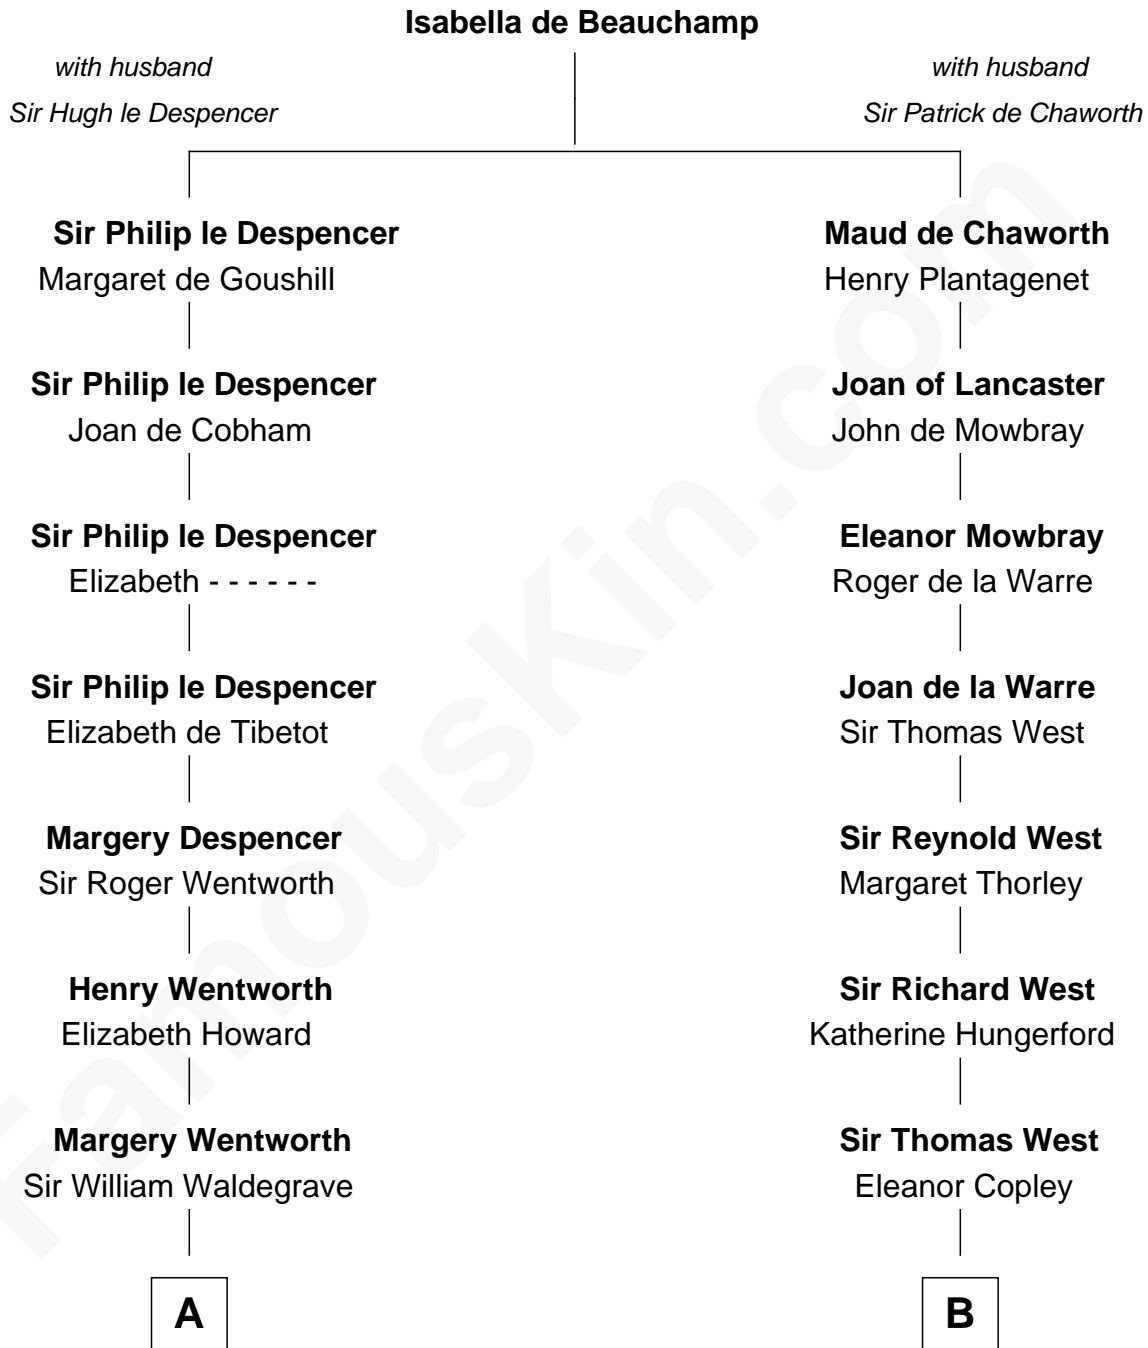 Isabella de Beauchamp
with husband
Sir Hugh le Despencer
with husband
Sir Patrick de Chaworth
Sir Philip le Despencer
Margaret de Goushill
Maud de Chaworth
Henry Plantagenet
Sir Philip le Despencer
Joan de Cobham
Joan of Lancaster
John de Mowbray
Sir Philip le Despencer
Elizabeth - - - - - -
Eleanor Mowbray
Roger de la Warre
Sir Philip le Despencer
Elizabeth de Tibetot
Joan de la Warre
Sir Thomas West
Margery Despencer
Sir Roger Wentworth
Sir Reynold West
Margaret Thorley
Henry Wentworth
Elizabeth Howard
Sir Richard West
Katherine Hungerford
Margery Wentworth
Sir William Waldegrave
Sir Thomas West
Eleanor Copley
A
B
FamousKin.com